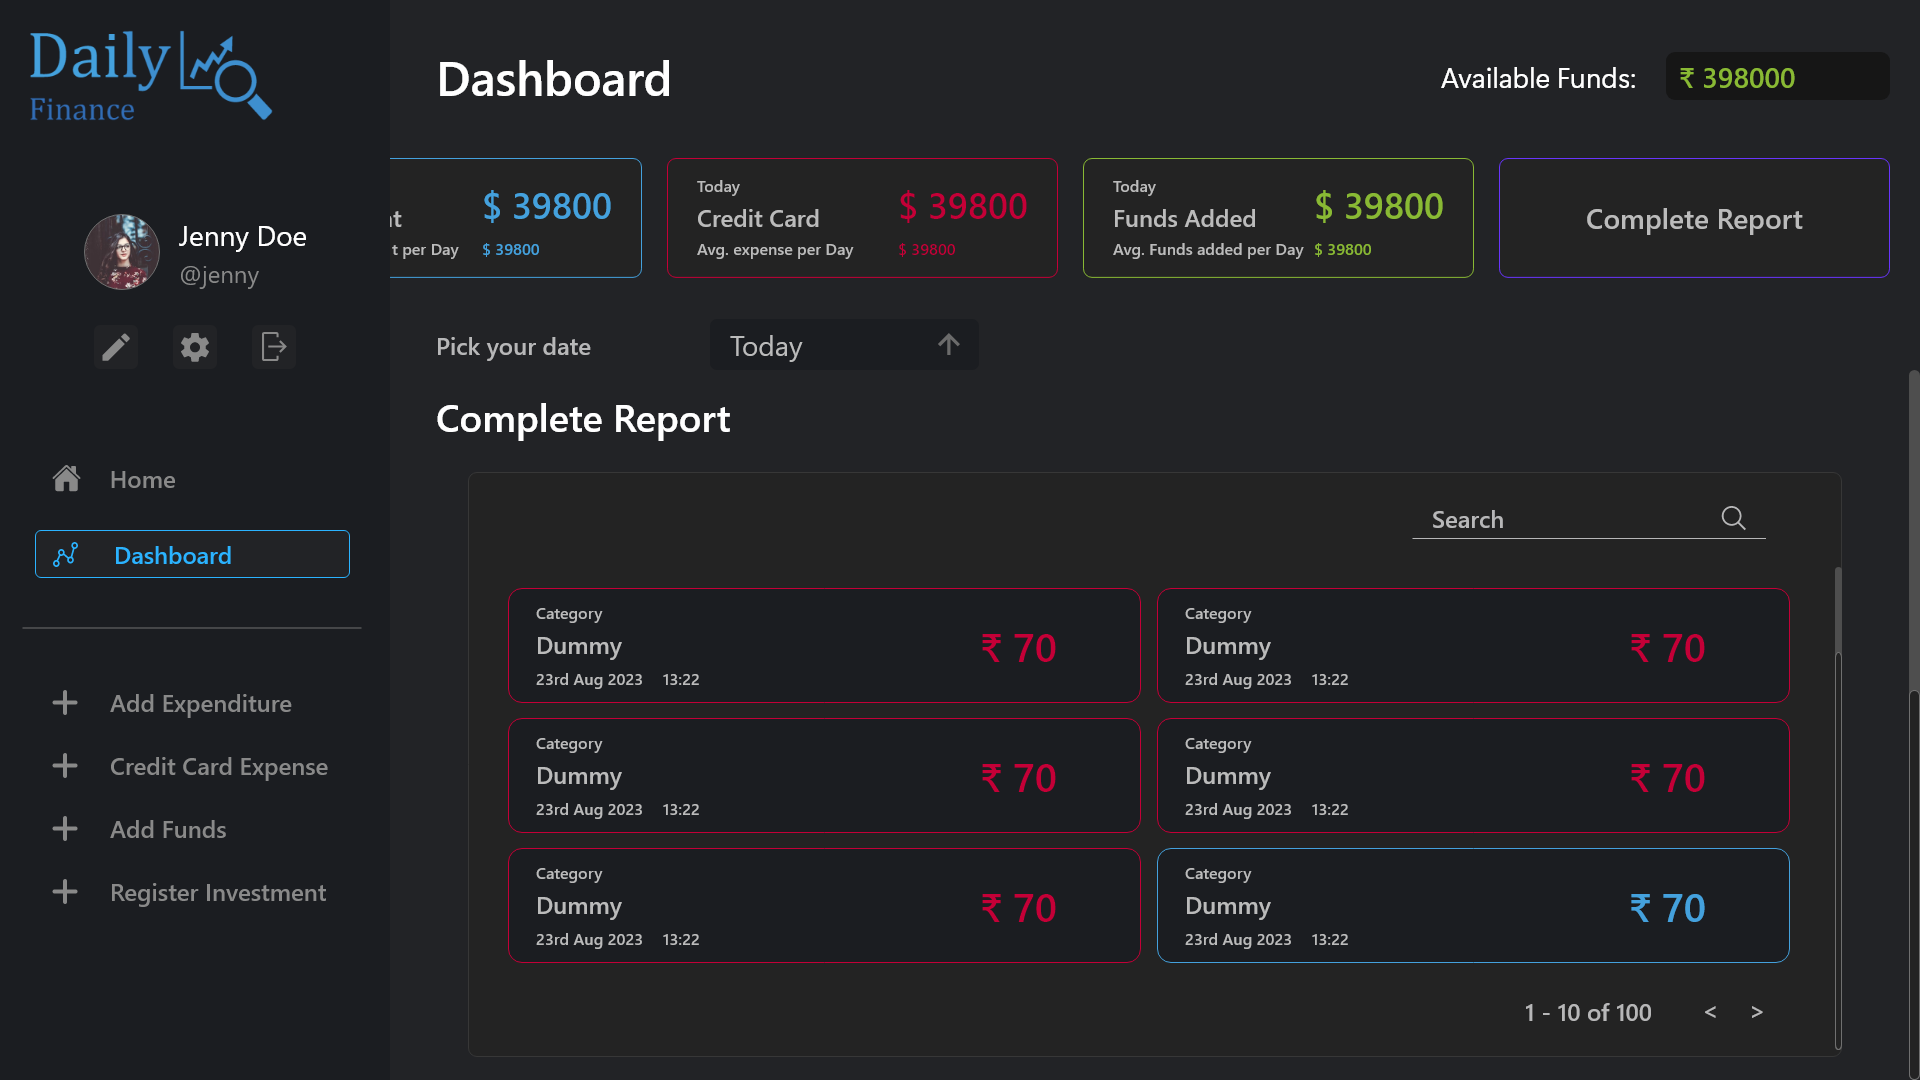 Daily
Finance
Jenny Doe
@jenny
Home
Dashboard
Add Expenditure
Credit Card Expense
Add Funds
Register Investment
Dashboard
Available Funds: ₹ 398000
t
$ 39800
t per Day $ 39800
Today
Credit Card $ 39800
Avg. expense per Day $ 39800
Today
Funds Added $ 39800
Avg. Funds added per Day $ 39800
Complete Report
Pick your date Today
Complete Report
Search
Category
Dummy ₹ 70
23rd Aug 2023 13:22
Category
Dummy ₹ 70
23rd Aug 2023 13:22
Category
Dummy ₹ 70
23rd Aug 2023 13:22
Category
Dummy ₹ 70
23rd Aug 2023 13:22
Category
Dummy ₹ 70
23rd Aug 2023 13:22
Category
Dummy ₹ 70
23rd Aug 2023 13:22
1 - 10 of 100 < >